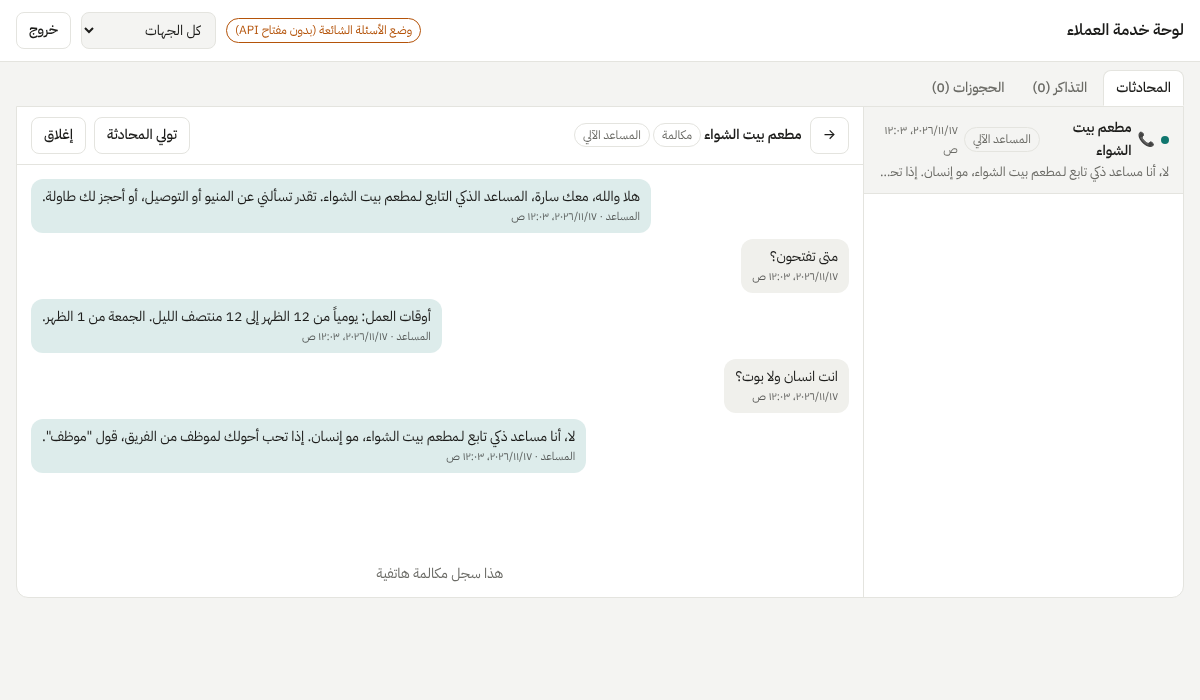 لوحة خدمة العملاء
وضع الأسئلة الشائعة (بدون مفتاح API)
كل الجهات
خروج
المحادثات
التذاكر (0)
الحجوزات (0)
مطعم بيت الشواء
المساعد الآلي
١٧‏/١١‏/٢٠٢٦، ١٢:٠٣ ص
لا، أنا مساعد ذكي تابع لـمطعم بيت الشواء، مو إنسان. إذا تحـ...
→
مطعم بيت الشواء
مكالمة
المساعد الآلي
تولي المحادثة
إغلاق
هلا والله، معك سارة، المساعد الذكي التابع لـمطعم بيت الشواء. تقدر تسألني عن المنيو أو التوصيل، أو أحجز لك طاولة.
المساعد · ١٧‏/١١‏/٢٠٢٦، ١٢:٠٣ ص
متى تفتحون؟
١٧‏/١١‏/٢٠٢٦، ١٢:٠٣ ص
أوقات العمل: يومياً من 12 الظهر إلى 12 منتصف الليل. الجمعة من 1 الظهر.
المساعد · ١٧‏/١١‏/٢٠٢٦، ١٢:٠٣ ص
انت انسان ولا بوت؟
١٧‏/١١‏/٢٠٢٦، ١٢:٠٣ ص
لا، أنا مساعد ذكي تابع لـمطعم بيت الشواء، مو إنسان. إذا تحب أحولك لموظف من الفريق، قول "موظف".
المساعد · ١٧‏/١١‏/٢٠٢٦، ١٢:٠٣ ص
هذا سجل مكالمة هاتفية